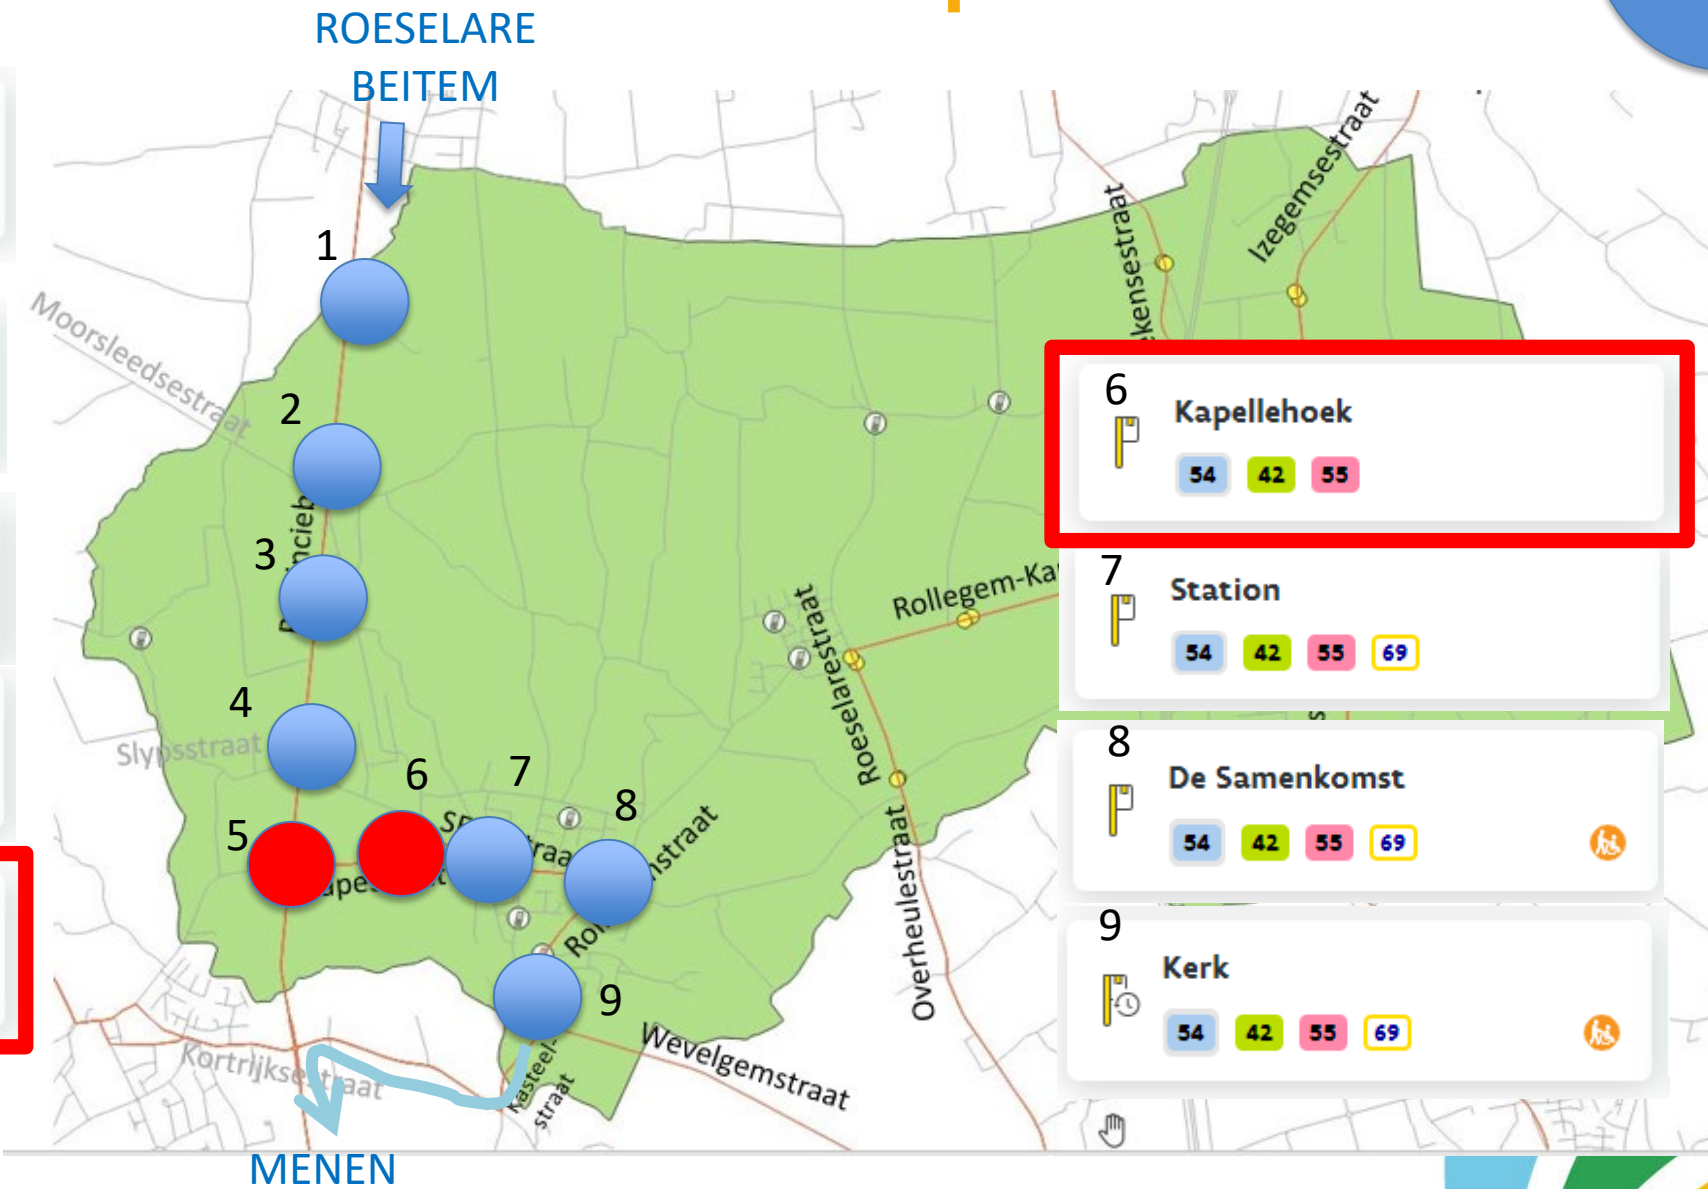 ROESELARE
BEITEM
1
2
3
4
5
6
7
8
9
Moorsleedsestraat
Izegemsestraat
Slypsstraat
Roeselarestraat
Overheulestraat
Wevelgemstraat
Kortrijksestraat
Kasteel-
straat
MENEN
6
Kapellehoek
54 42 55
7
Station
54 42 55 69
8
De Samenkomst
54 42 55 69
9
Kerk
54 42 55 69